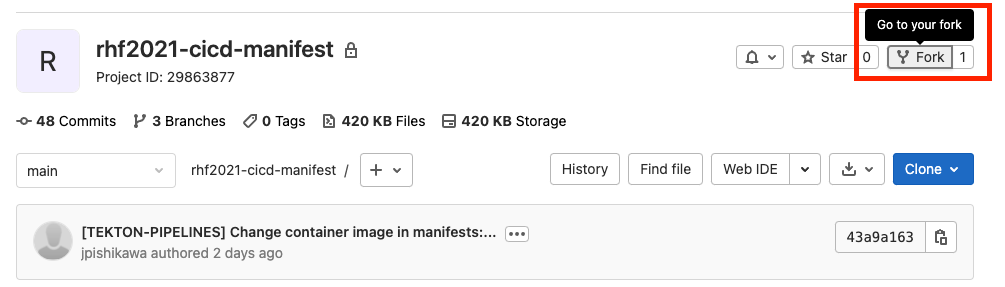 Go to your fork
R
rhf2021-cicd-manifest
Project ID: 29863877
Star 0
Fork 1
48 Commits 3 Branches 0 Tags 420 KB Files 420 KB Storage
main rhf2021-cicd-manifest / + History Find file Web IDE Clone
[TEKTON-PIPELINES] Change container image in manifests:... ...
jpishikawa authored 2 days ago
43a9a163